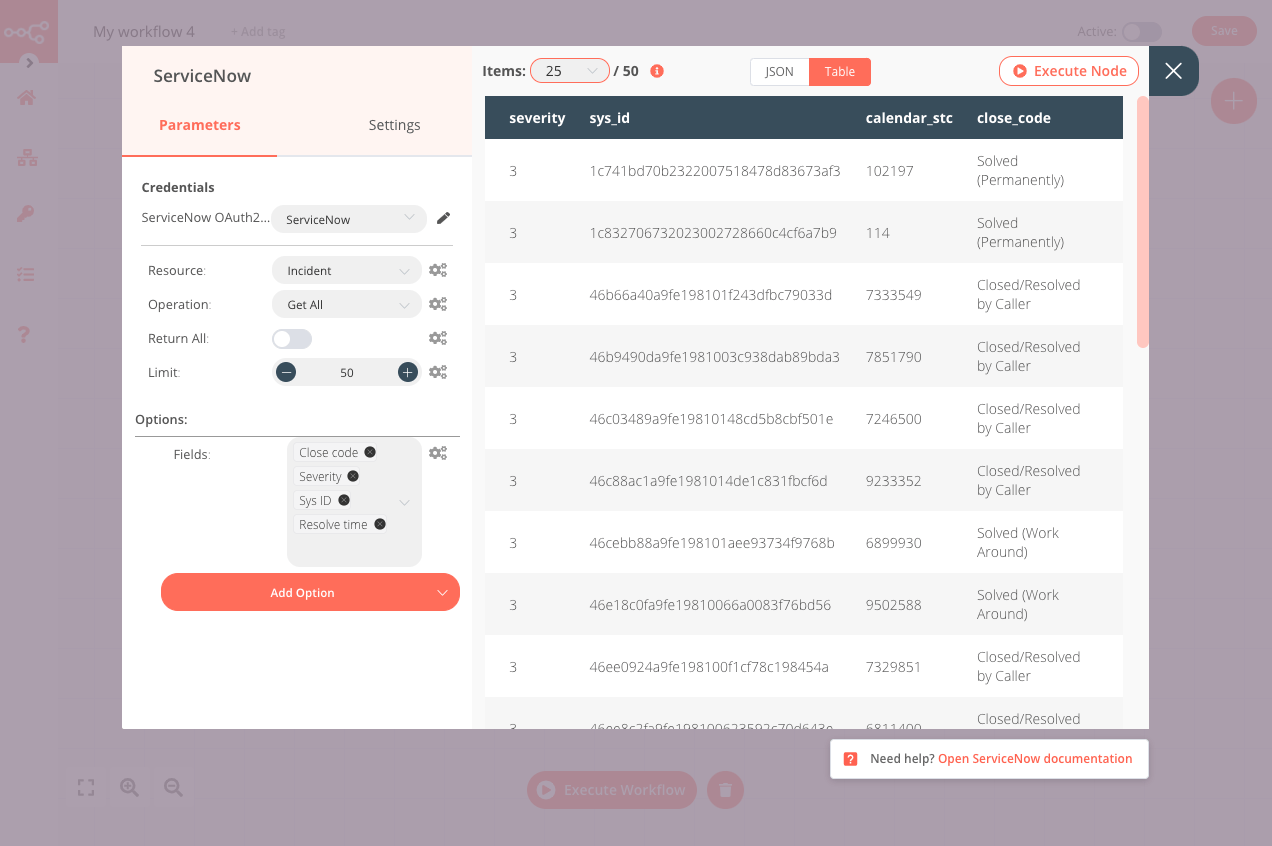 My workflow 4
+ Add tag
Active:
Save
ServiceNow
Parameters
Settings
Credentials
ServiceNow OAuth2...
ServiceNow
Resource:
Incident
Operation:
Get All
Return All:
Limit:
50
Options:
Fields:
Close code
Severity
Sys ID
Resolve time
Add Option
Items: 25 / 50
JSON
Table
Execute Node
severity sys_id calendar_stc close_code
3 1c741bd70b2322007518478d83673af3 102197 Solved
(Permanently)
3 1c832706732023002728660c4cf6a7b9 114 Solved
(Permanently)
3 46b66a40a9fe198101f243dfbc79033d 7333549 Closed/Resolved
by Caller
3 46b9490da9fe1981003c938dab89bda3 7851790 Closed/Resolved
by Caller
3 46c03489a9fe19810148cd5b8cbf501e 7246500 Closed/Resolved
by Caller
3 46c88ac1a9fe1981014de1c831fbcf6d 9233352 Closed/Resolved
by Caller
3 46cebb88a9fe198101aee93734f9768b 6899930 Solved (Work
Around)
3 46e18c0fa9fe19810066a0083f76bd56 9502588 Solved (Work
Around)
3 46ee0924a9fe198100f1cf78c198454a 7329851 Closed/Resolved
by Caller
3 Closed/Resolved
Need help? Open ServiceNow documentation
Execute Workflow